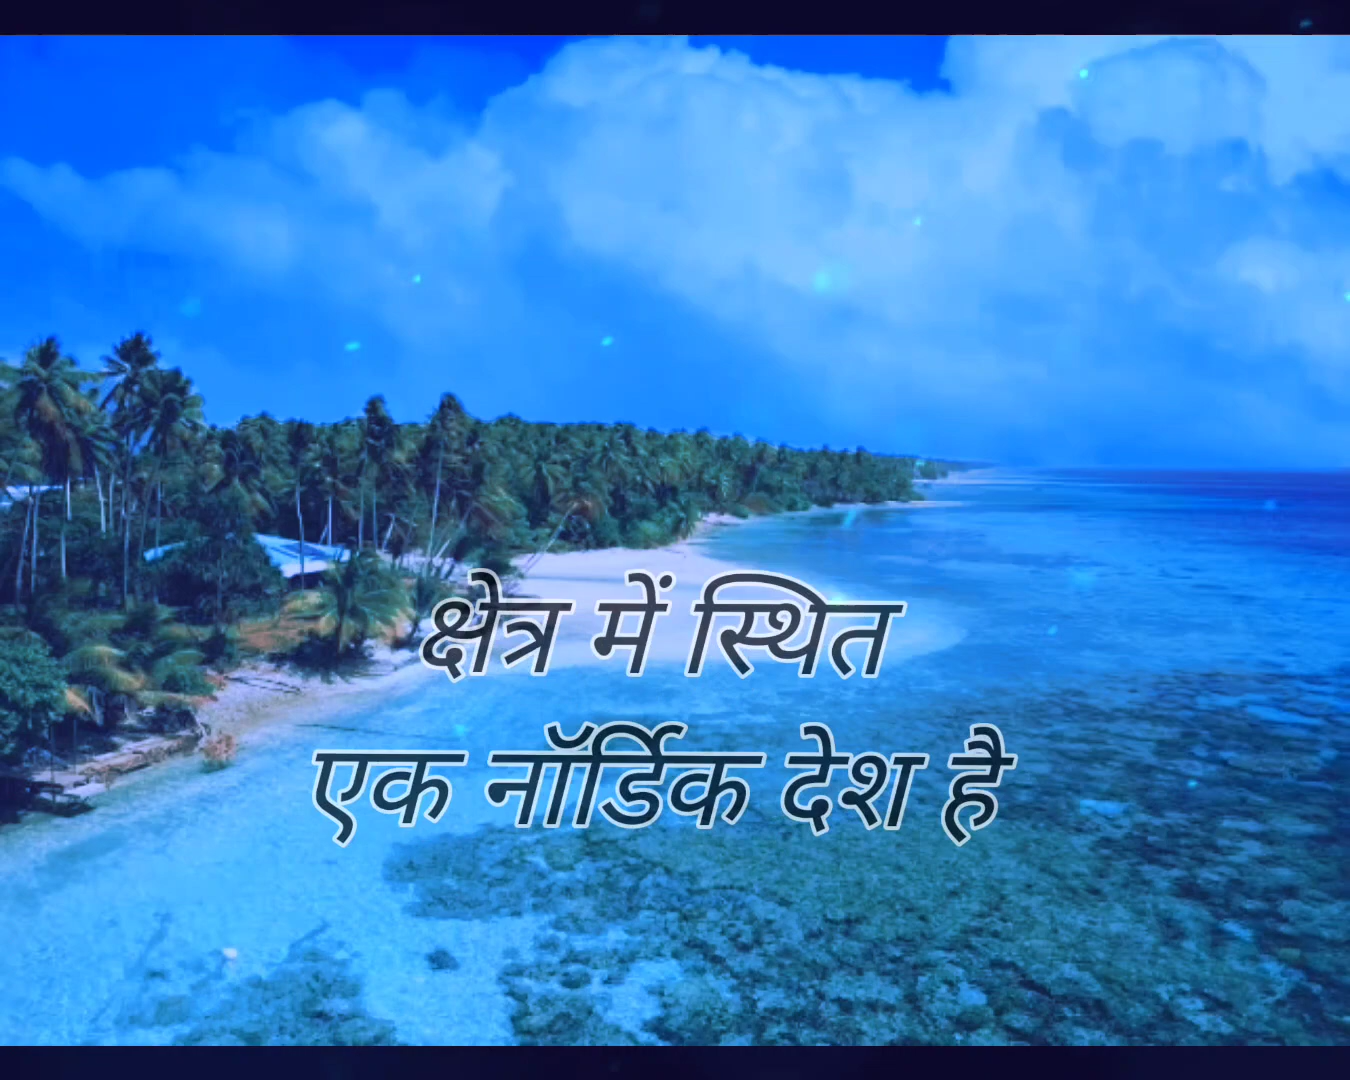 क्षेत्र में स्थित
एक नॉर्डिक देश है